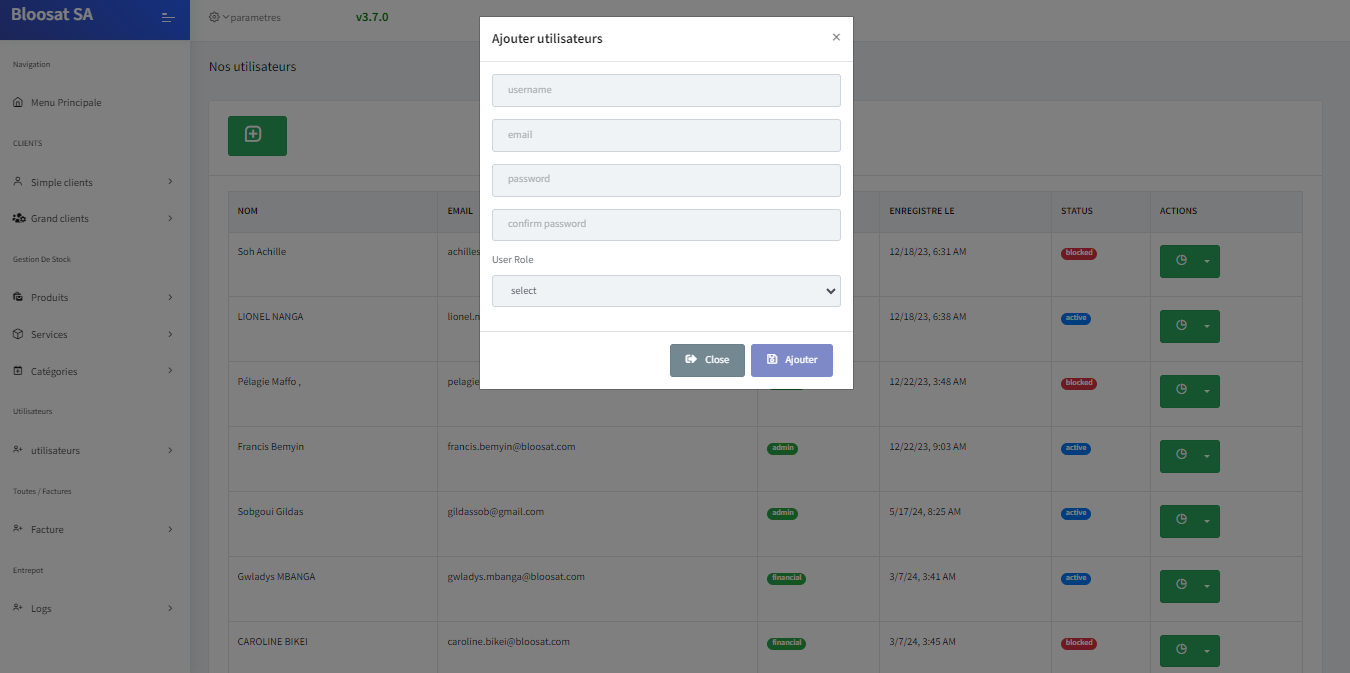 Bloosat SA
parametres
v3.7.0
Navigation
Menu Principale
CLIENTS
Simple clients
Grand clients
Gestion De Stock
Produits
Services
Catégories
Utilisateurs
utilisateurs
Toutes / Factures
Facture
Entrepot
Logs
Nos utilisateurs
Ajouter utilisateurs
×
username
email
password
confirm password
User Role
select
Close
Ajouter
NOM EMAIL ENREGISTRE LE STATUS ACTIONS
Soh Achille achilles 12/18/23, 6:31 AM blocked
LIONEL NANGA lionel.n 12/18/23, 6:38 AM active
Pélagie Maffo , pelagie 12/22/23, 3:48 AM blocked
Francis Bemyin francis.bemyin@bloosat.com admin 12/22/23, 9:03 AM active
Sobgoui Gildas gildassob@gmail.com admin 5/17/24, 8:25 AM active
Gwladys MBANGA gwladys.mbanga@bloosat.com financial 3/7/24, 3:41 AM active
CAROLINE BIKEI caroline.bikei@bloosat.com financial 3/7/24, 3:45 AM blocked